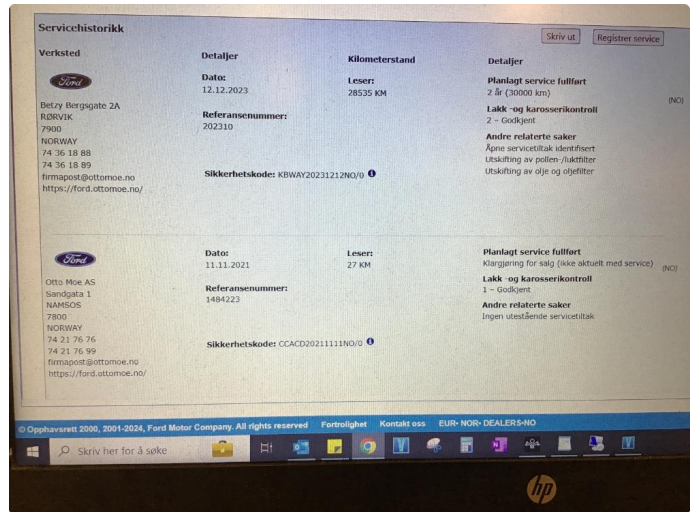 Servicehistorikk
Skriv ut
Registrer service
Verksted
Detaljer
Kilometerstand
Detaljer
Ford
Betzy Bergsgate 2A
RØRVIK
7900
NORWAY
74 36 18 88
74 36 18 89
firmapost@ottomoe.no
https://ford.ottomoe.no/
Dato:
12.12.2023
Referansenummer:
202310
Sikkerhetskode: KBWAY20231212NO/0
Leser:
28535 KM
Planlagt service fullført
2 år (30000 km)
(NO)
Lakk -og karosserikontroll
2 - Godkjent
Andre relaterte saker
Åpne servicetiltak identifisert
Utskifting av pollen-/luktfilter
Utskifting av olje og oljefilter
Ford
Otto Moe AS
Sandgata 1
NAMSOS
7800
NORWAY
74 21 76 76
74 21 76 99
firmapost@ottomoe.no
https://ford.ottomoe.no/
Dato:
11.11.2021
Referansenummer:
1484223
Sikkerhetskode: CCACD20211111NO/0
Leser:
27 KM
Planlagt service fullført
Klargjøring for salg (ikke aktuelt med service)
(NO)
Lakk -og karosserikontroll
1 - Godkjent
Andre relaterte saker
Ingen utestående servicetiltak
© Opphavsrett 2000, 2001-2024, Ford Motor Company. All rights reserved Fortrolighet Kontakt oss EUR- NOR- DEALERS-NO
Skriv her for å søke
hp